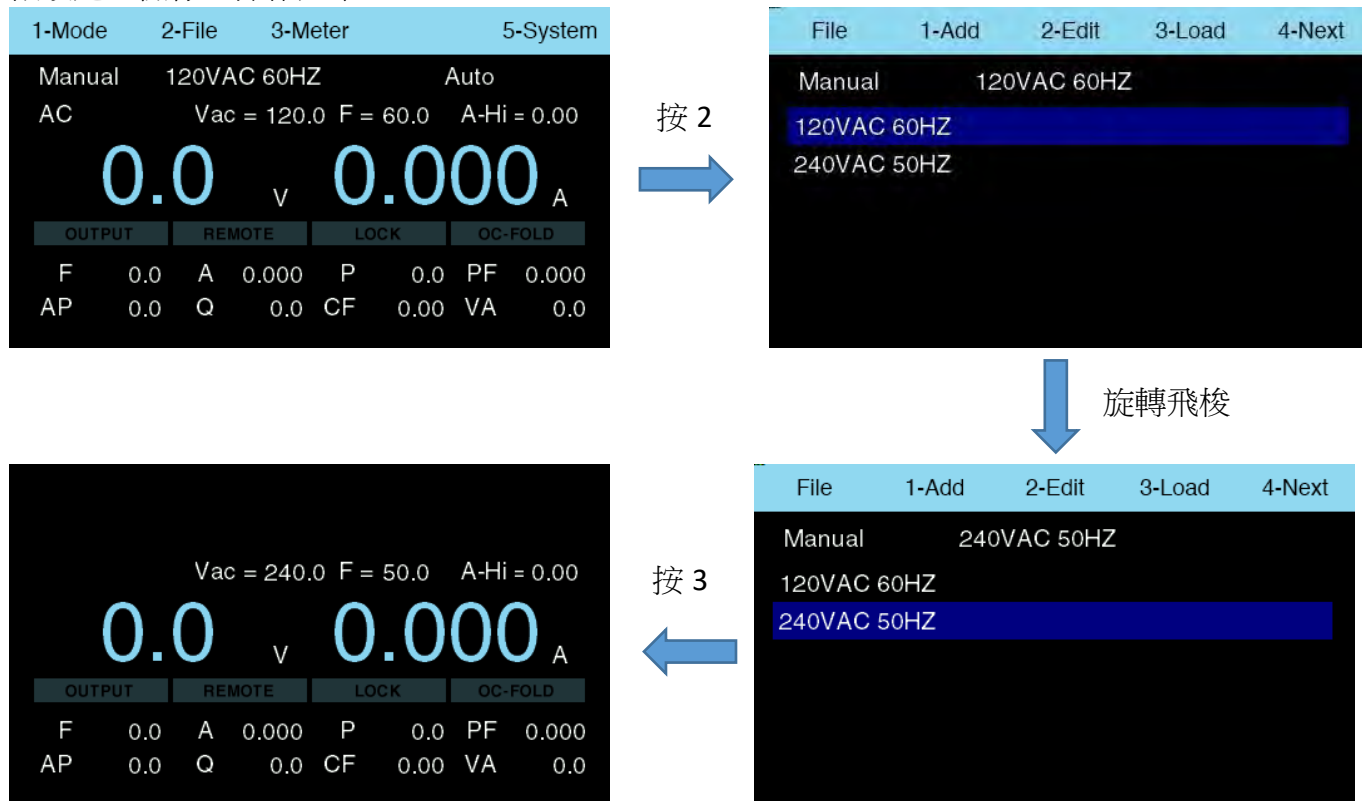 1-Mode 2-File 3-Meter 5-System
Manual 120VAC 60HZ Auto
AC Vac = 120.0 F = 60.0 A-Hi = 0.00
0.0 V 0.000 A
OUTPUT REMOTE LOCK OC-FOLD
F 0.0 A 0.000 P 0.0 PF 0.000
AP 0.0 Q 0.0 CF 0.00 VA 0.0
按 2
File 1-Add 2-Edit 3-Load 4-Next
Manual 120VAC 60HZ
120VAC 60HZ
240VAC 50HZ
旋轉飛梭
File 1-Add 2-Edit 3-Load 4-Next
Manual 240VAC 50HZ
120VAC 60HZ
240VAC 50HZ
按 3
Vac = 240.0 F = 50.0 A-Hi = 0.00
0.0 V 0.000 A
OUTPUT REMOTE LOCK OC-FOLD
F 0.0 A 0.000 P 0.0 PF 0.000
AP 0.0 Q 0.0 CF 0.00 VA 0.0